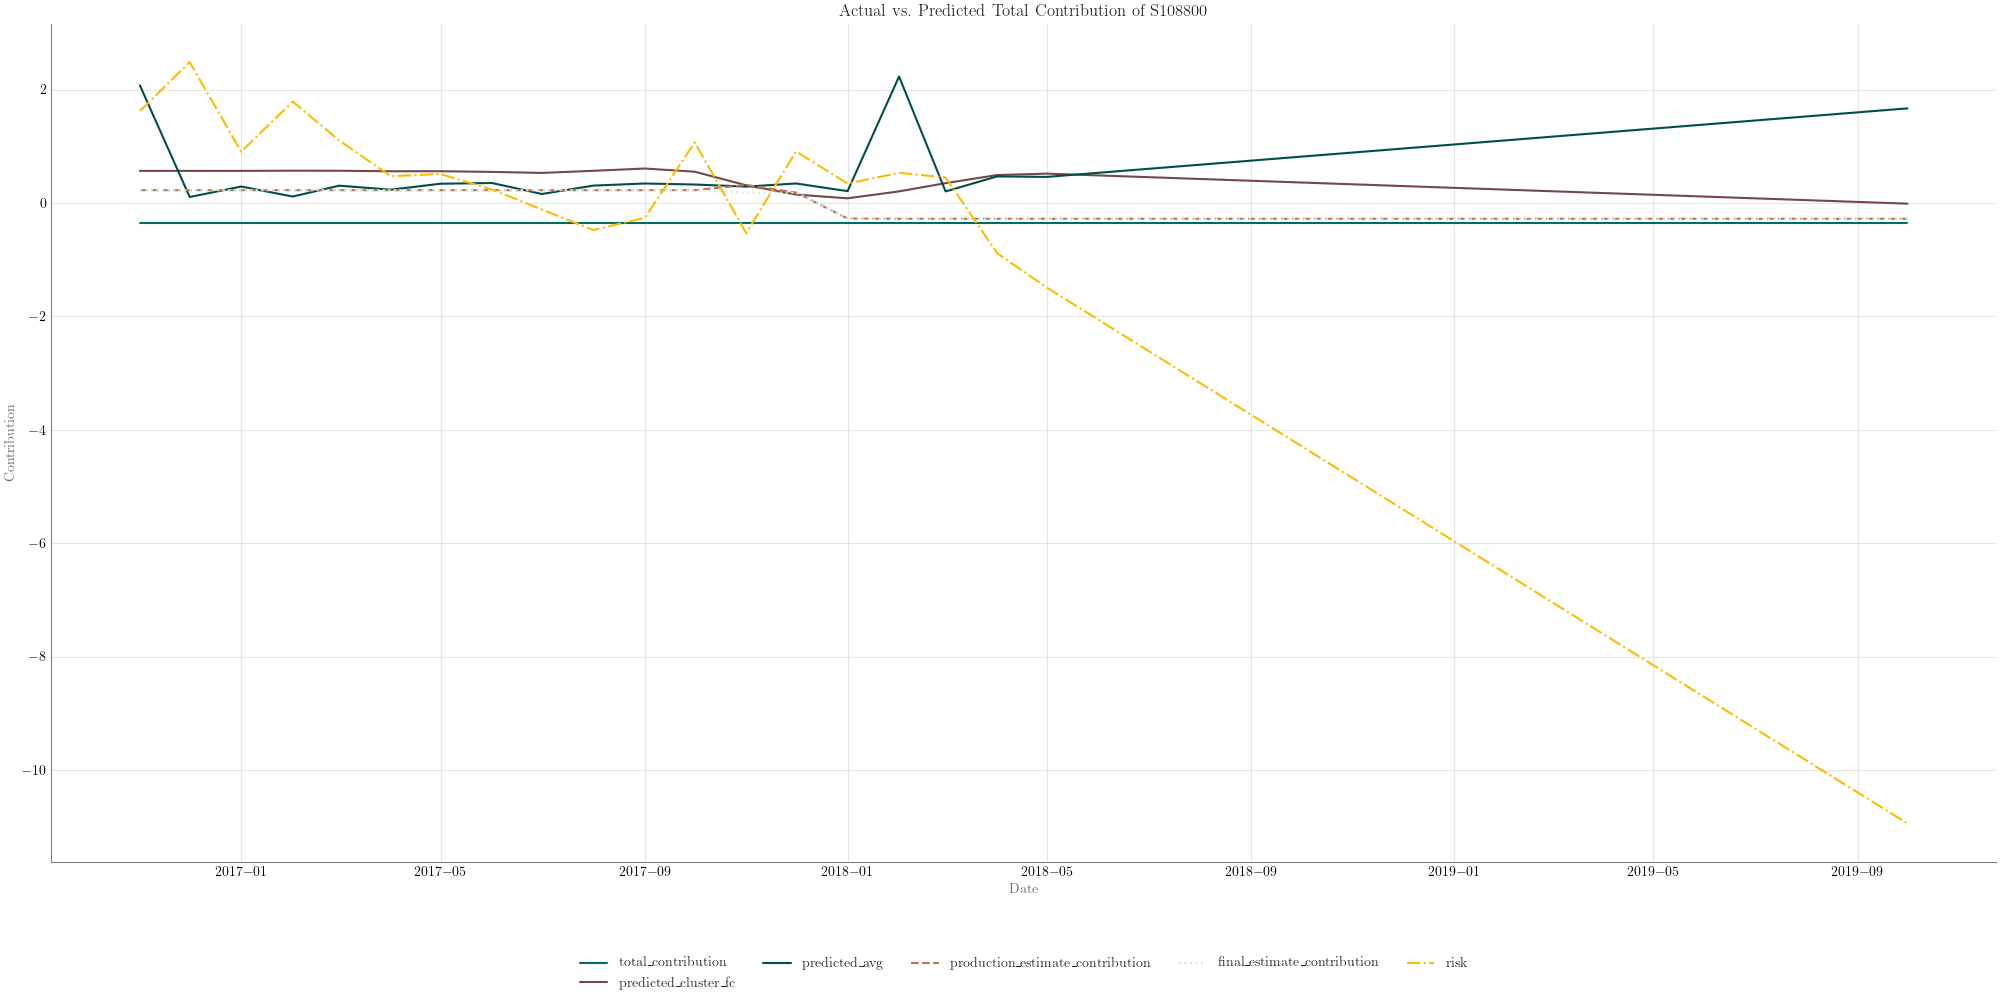 Actual vs. Predicted Total Contribution of S108800
2
0
−2
−4
−6
−8
−10
Contribution
2017−01 2017−05 2017−09 2018−01 2018−05 2018−09 2019−01 2019−05 2019−09
Date
total_contribution predicted_avg production_estimate_contribution final_estimate_contribution risk
predicted_cluster_fc